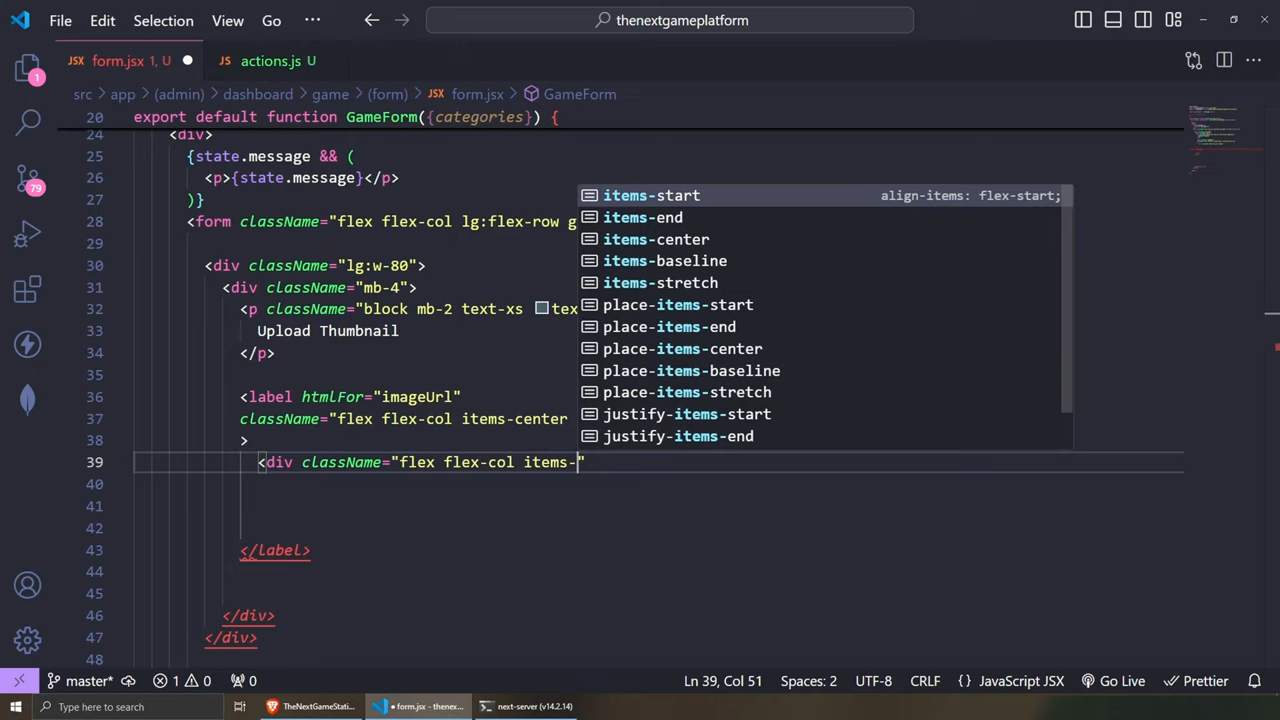 File Edit Selection View Go ··· thenextgameplatform
form.jsx 1, U actions.js U
src > app > (admin) > dashboard > game > (form) > form.jsx > GameForm
20 export default function GameForm({categories}) {
24 <div>
25 {state.message && (
26 <p>{state.message}</p>
27 )}
28 <form className="flex flex-col lg:flex-row g
29
30 <div className="lg:w-80">
31 <div className="mb-4">
32 <p className="block mb-2 text-xs tex
33 Upload Thumbnail
34 </p>
35
36 <label htmlFor="imageUrl"
37 className="flex flex-col items-center
38 >
39 <div className="flex flex-col items-"
40
41
42
43 </label>
44
45
46 </div>
47 </div>
48
items-start align-items: flex-start;
items-end
items-center
items-baseline
items-stretch
place-items-start
place-items-end
place-items-center
place-items-baseline
place-items-stretch
justify-items-start
justify-items-end
1
79
master* 1 0 0 Ln 39, Col 51 Spaces: 2 UTF-8 CRLF {} JavaScript JSX Go Live Prettier
Type here to search TheNextGameStati... form.jsx - thenex... next-server (v14.2.14)